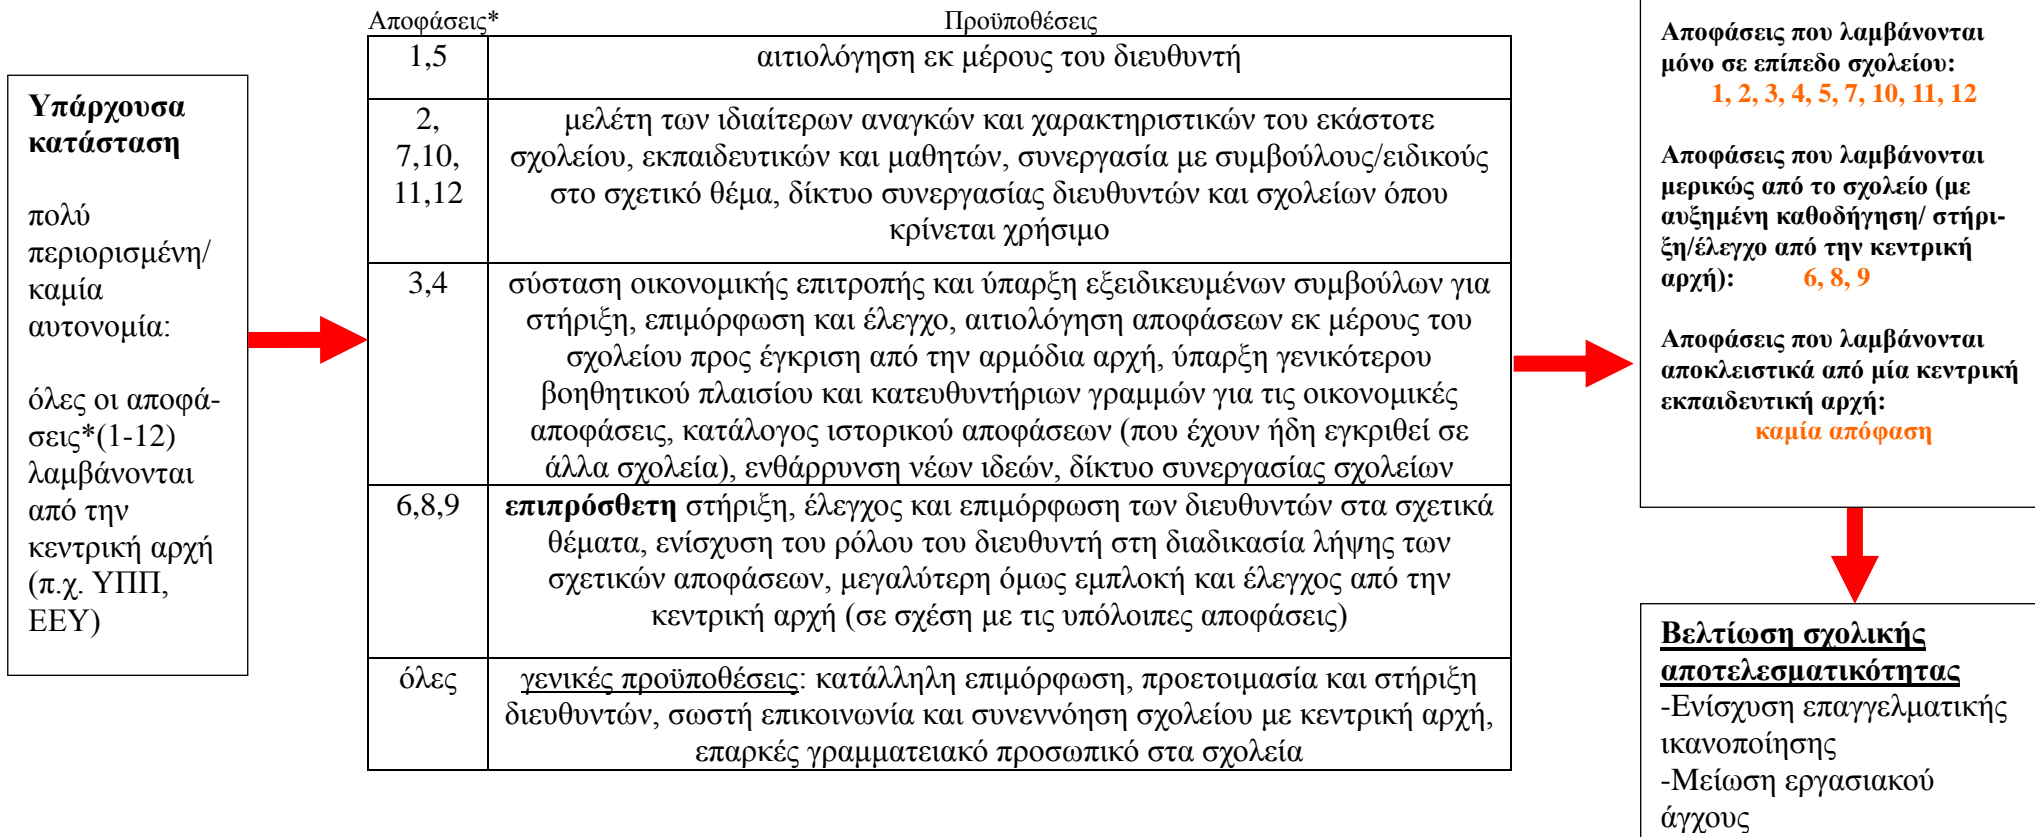 Υπάρχουσα
κατάσταση
πολύ
περιορισμένη/
καμία
αυτονομία:
όλες οι αποφά-
σεις*(1-12)
λαμβάνονται
από την
κεντρική αρχή
(π.χ. ΥΠΠ,
ΕΕΥ)
Αποφάσεις* Προϋποθέσεις
1,5 αιτιολόγηση εκ μέρους του διευθυντή
2, μελέτη των ιδιαίτερων αναγκών και χαρακτηριστικών του εκάστοτε
7,10, σχολείου, εκπαιδευτικών και μαθητών, συνεργασία με συμβούλους/ειδικούς
11,12 στο σχετικό θέμα, δίκτυο συνεργασίας διευθυντών και σχολείων όπου
κρίνεται χρήσιμο
3,4 σύσταση οικονομικής επιτροπής και ύπαρξη εξειδικευμένων συμβούλων για
στήριξη, επιμόρφωση και έλεγχο, αιτιολόγηση αποφάσεων εκ μέρους του
σχολείου προς έγκριση από την αρμόδια αρχή, ύπαρξη γενικότερου
βοηθητικού πλαισίου και κατευθυντήριων γραμμών για τις οικονομικές
αποφάσεις, κατάλογος ιστορικού αποφάσεων (που έχουν ήδη εγκριθεί σε
άλλα σχολεία), ενθάρρυνση νέων ιδεών, δίκτυο συνεργασίας σχολείων
6,8,9 επιπρόσθετη στήριξη, έλεγχος και επιμόρφωση των διευθυντών στα σχετικά
θέματα, ενίσχυση του ρόλου του διευθυντή στη διαδικασία λήψης των
σχετικών αποφάσεων, μεγαλύτερη όμως εμπλοκή και έλεγχος από την
κεντρική αρχή (σε σχέση με τις υπόλοιπες αποφάσεις)
όλες γενικές προϋποθέσεις: κατάλληλη επιμόρφωση, προετοιμασία και στήριξη
διευθυντών, σωστή επικοινωνία και συνεννόηση σχολείου με κεντρική αρχή,
επαρκές γραμματειακό προσωπικό στα σχολεία
Αποφάσεις που λαμβάνονται
μόνο σε επίπεδο σχολείου:
1, 2, 3, 4, 5, 7, 10, 11, 12
Αποφάσεις που λαμβάνονται
μερικώς από το σχολείο (με
αυξημένη καθοδήγηση/ στήρι-
ξη/έλεγχο από την κεντρική
αρχή): 6, 8, 9
Αποφάσεις που λαμβάνονται
αποκλειστικά από μία κεντρική
εκπαιδευτική αρχή:
καμία απόφαση
Βελτίωση σχολικής
αποτελεσματικότητας
-Ενίσχυση επαγγελματικής
ικανοποίησης
-Μείωση εργασιακού
άγχους